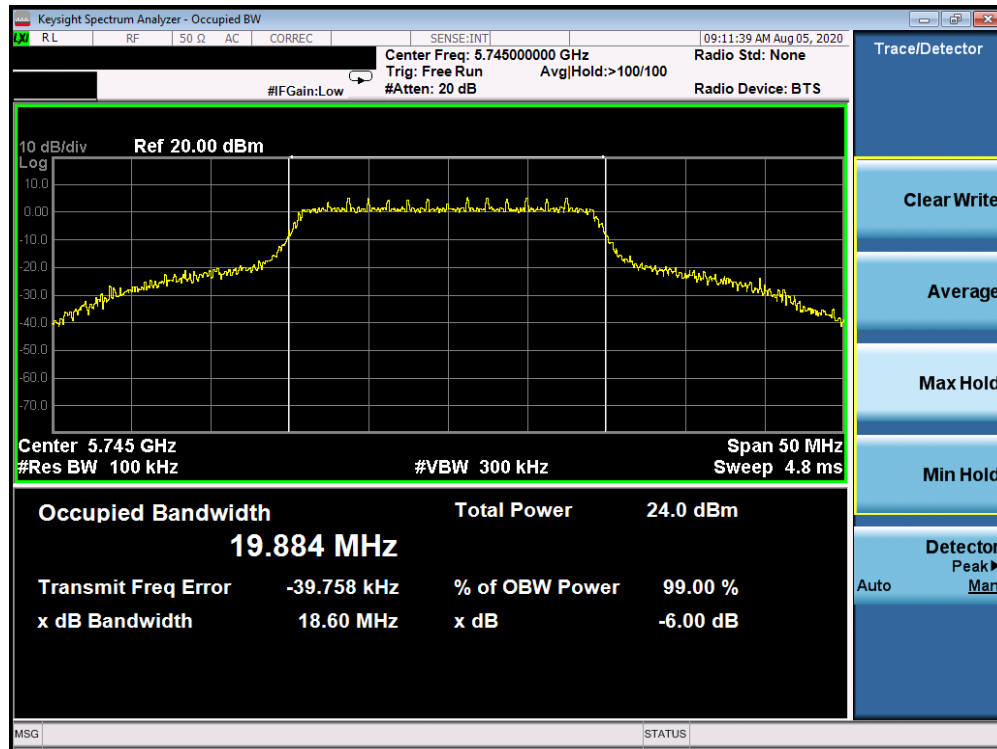 Keysight Spectrum Analyzer - Occupied BW
LXI RL RF 50 Ω AC CORREC SENSE:INT 09:11:39 AM Aug 05, 2020
Center Freq: 5.745000000 GHz Radio Std: None
Trig: Free Run Avg|Hold:>100/100
#IFGain:Low #Atten: 20 dB Radio Device: BTS
10 dB/div Ref 20.00 dBm
Log
10.0
0.00
-10.0
-20.0
-30.0
-40.0
-50.0
-60.0
-70.0
Center 5.745 GHz Span 50 MHz
#Res BW 100 kHz #VBW 300 kHz Sweep 4.8 ms
Occupied Bandwidth Total Power 24.0 dBm
19.884 MHz
Transmit Freq Error -39.758 kHz % of OBW Power 99.00 %
x dB Bandwidth 18.60 MHz x dB -6.00 dB
MSG STATUS
Trace/Detector
Clear Write
Average
Max Hold
Min Hold
Detector
Peak▶
Auto Man